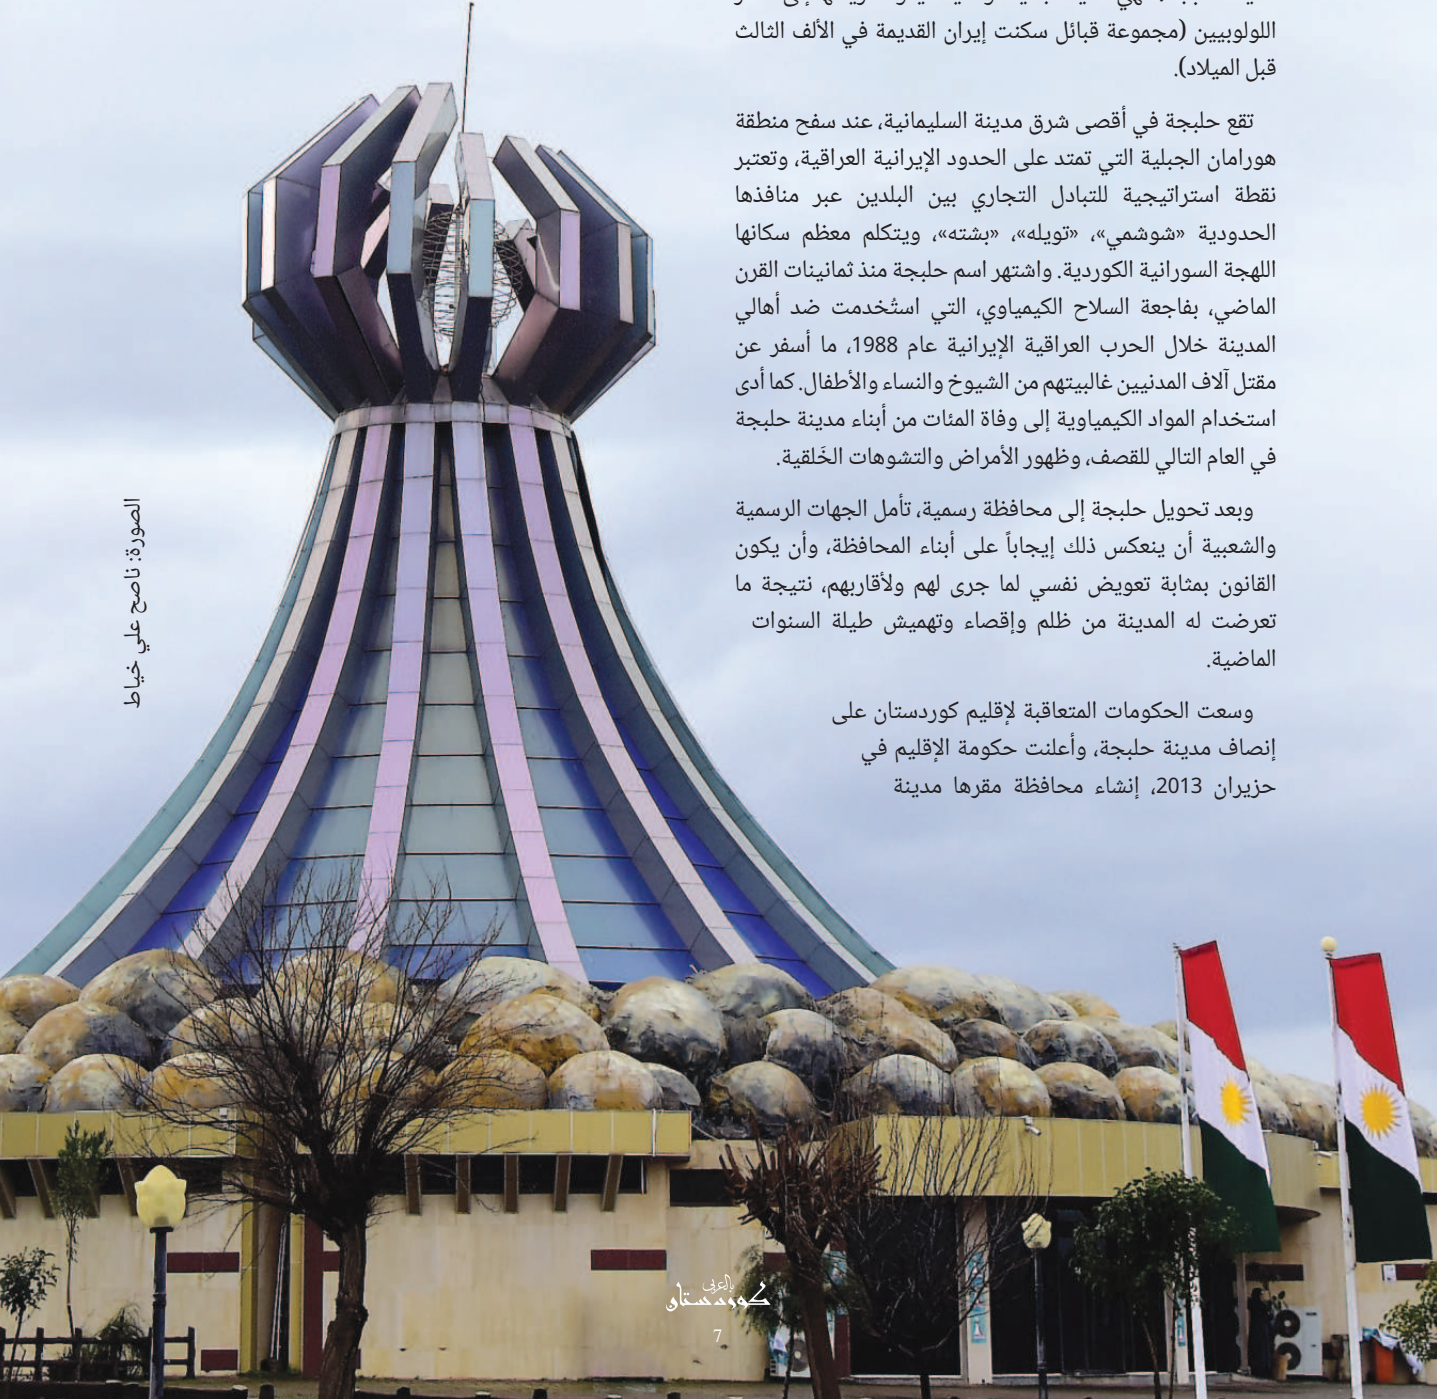 اللولوبيين (مجموعة قبائل سكنت إيران القديمة في الألف الثالث
قبل الميلاد).
تقع حلبجة في أقصى شرق مدينة السليمانية، عند سفح منطقة
هورامان الجبلية التي تمتد على الحدود الإيرانية العراقية، وتعتبر
نقطة استراتيجية للتبادل التجاري بين البلدين عبر منافذها
الحدودية «شوشمي»، «تويله»، «بشته»، ويتكلم معظم سكانها
اللهجة السورانية الكوردية. واشتهر اسم حلبجة منذ ثمانينات القرن
الماضي، بفاجعة السلاح الكيمياوي، التي استُخدمت ضد أهالي
المدينة خلال الحرب العراقية الإيرانية عام 1988، ما أسفر عن
مقتل آلاف المدنيين غالبيتهم من الشيوخ والنساء والأطفال. كما أدى
استخدام المواد الكيمياوية إلى وفاة المئات من أبناء مدينة حلبجة
في العام التالي للقصف، وظهور الأمراض والتشوهات الخَلقية.
وبعد تحويل حلبجة إلى محافظة رسمية، تأمل الجهات الرسمية
والشعبية أن ينعكس ذلك إيجاباً على أبناء المحافظة، وأن يكون
القانون بمثابة تعويض نفسي لما جرى لهم ولأقاربهم، نتيجة ما
تعرضت له المدينة من ظلم وإقصاء وتهميش طيلة السنوات
الماضية.
وسعت الحكومات المتعاقبة لإقليم كوردستان على
إنصاف مدينة حلبجة، وأعلنت حكومة الإقليم في
حزيران 2013، إنشاء محافظة مقرها مدينة
الصورة: ناصح علي خياط
بالعربي
كوردستان
7